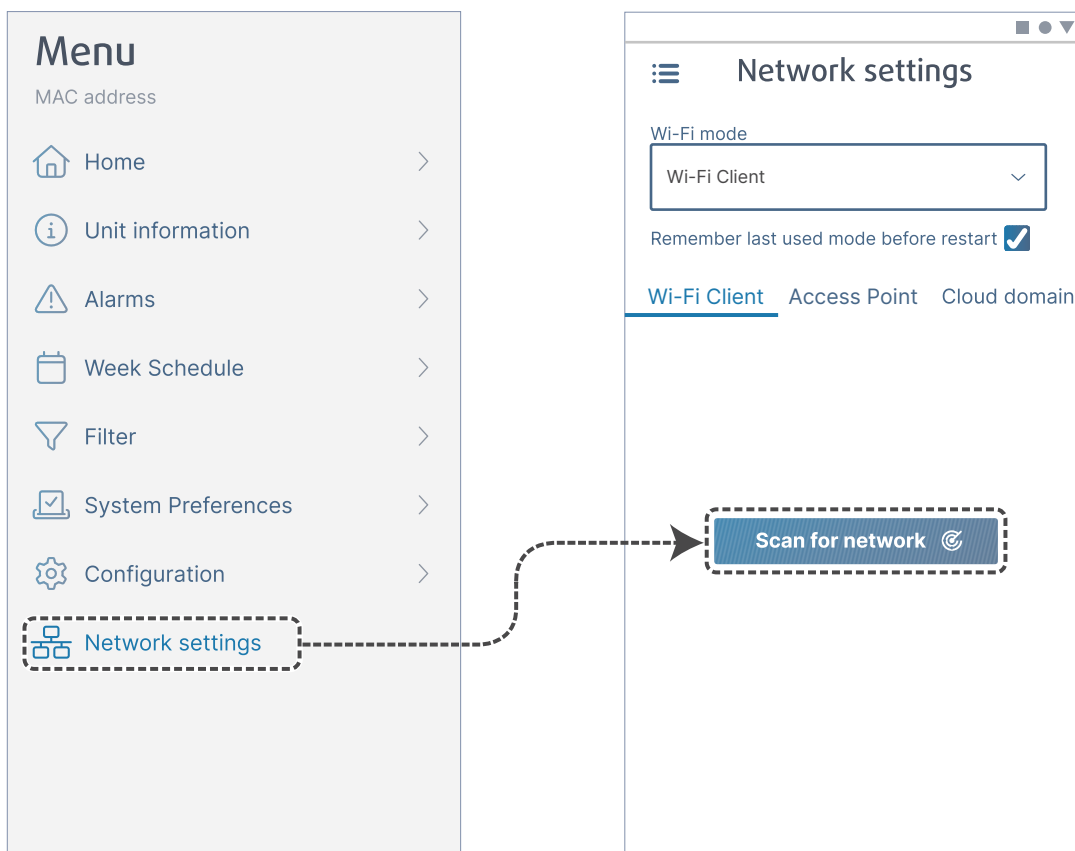 Menu
MAC address
Home
Unit information
Alarms
Week Schedule
Filter
System Preferences
Configuration
Network settings
Network settings
Wi-Fi mode
Wi-Fi Client
Remember last used mode before restart
Wi-Fi Client Access Point Cloud domain
Scan for network